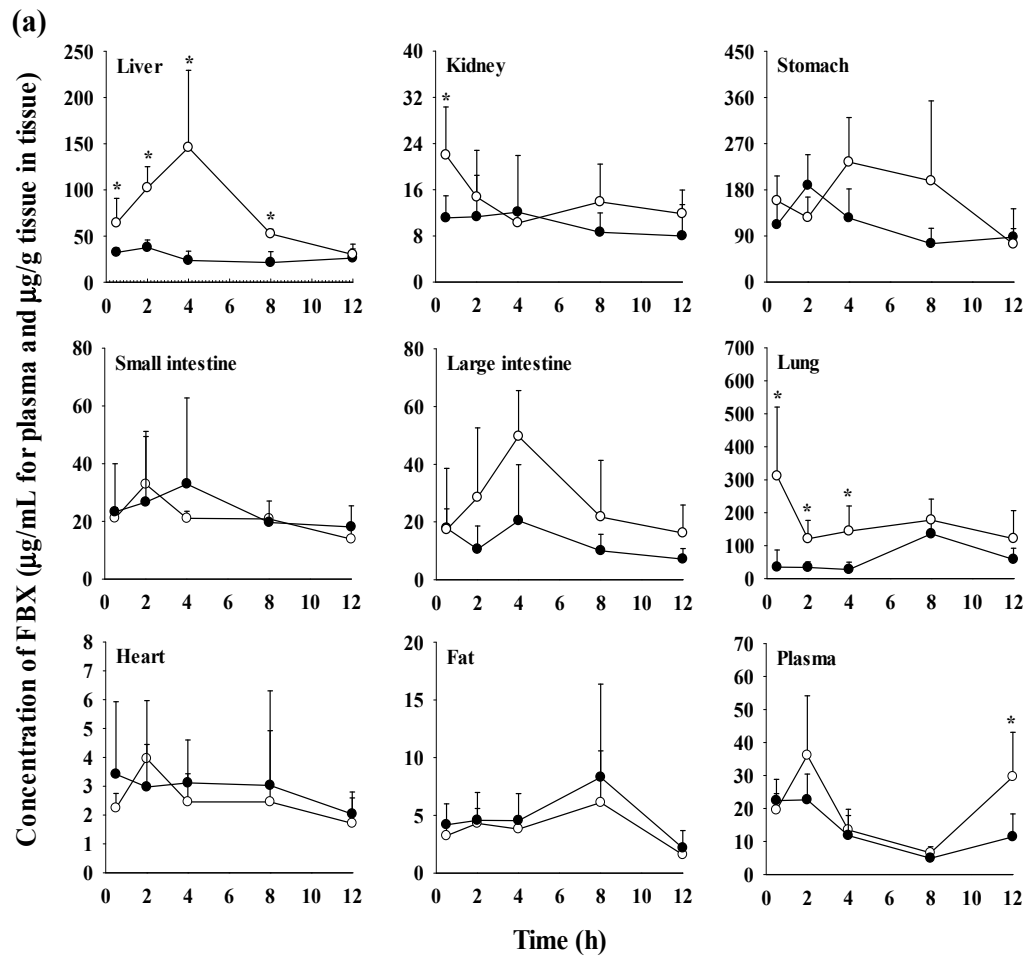 (a)
Concentration of FBX (μg/mL for plasma and μg/g tissue in tissue)
Liver
250
200
150
100
50
0
* * * *
0 2 4 6 8 10 12
Kidney
40
32
24
16
8
0
*
0 2 4 6 8 10 12
Stomach
450
360
270
180
90
0
0 2 4 6 8 10 12
Small intestine
80
60
40
20
0
0 2 4 6 8 10 12
Large intestine
80
60
40
20
0
0 2 4 6 8 10 12
Lung
700
600
500
400
300
200
100
0
* * *
0 2 4 6 8 10 12
Heart
8
7
6
5
4
3
2
1
0
0 2 4 6 8 10 12
Fat
20
15
10
5
0
0 2 4 6 8 10 12
Plasma
70
60
50
40
30
20
10
0
*
0 2 4 6 8 10 12
Time (h)